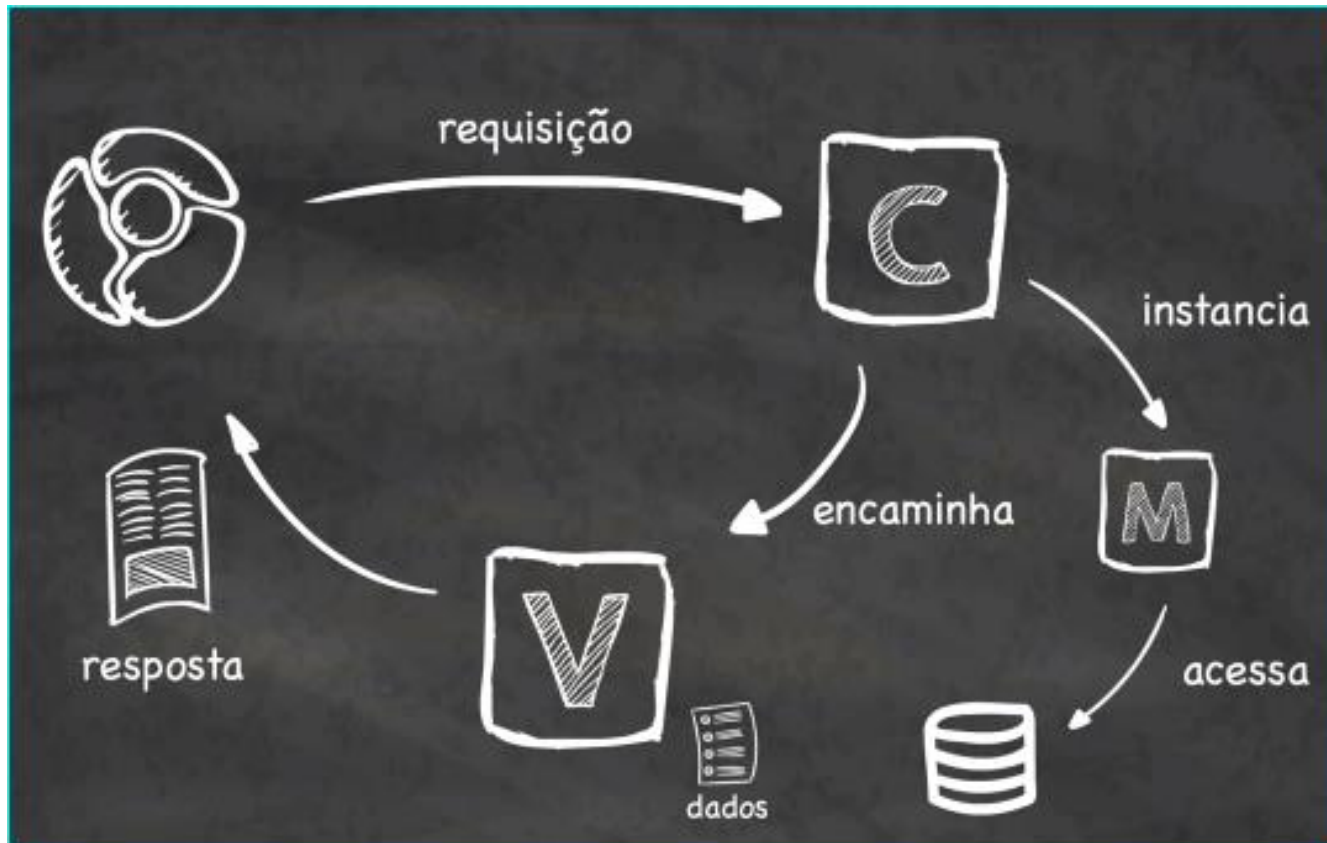 requisição
C
instancia
M
encaminha
V
resposta
acessa
dados